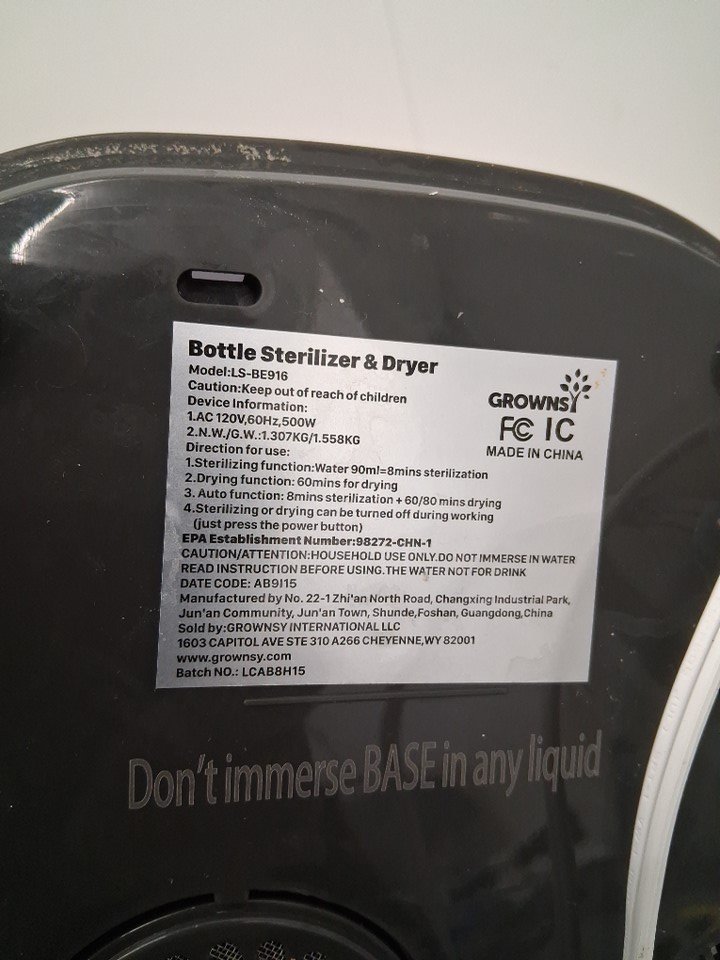 Bottle Sterilizer & Dryer
Model:LS-BE916
Caution:Keep out of reach of children
Device Information:
1.AC 120V,60Hz,500W
2.N.W./G.W.:1.307KG/1.558KG
GROWNSY
FC IC
MADE IN CHINA
Direction for use:
1.Sterilizing function:Water 90ml=8mins sterilization
2.Drying function: 60mins for drying
3. Auto function: 8mins sterilization + 60/80 mins drying
4.Sterilizing or drying can be turned off during working
(just press the power button)
EPA Establishment Number:98272-CHN-1
CAUTION/ATTENTION:HOUSEHOLD USE ONLY.DO NOT IMMERSE IN WATER
READ INSTRUCTION BEFORE USING.THE WATER NOT FOR DRINK
DATE CODE: AB9I15
Manufactured by No. 22-1 Zhi'an North Road, Changxing Industrial Park,
Jun'an Community, Jun'an Town, Shunde,Foshan, Guangdong,China
Sold by:GROWNSY INTERNATIONAL LLC
1603 CAPITOL AVE STE 310 A266 CHEYENNE,WY 82001
www.grownsy.com
Batch NO.: LCAB8H15
Don't immerse BASE in any liquid